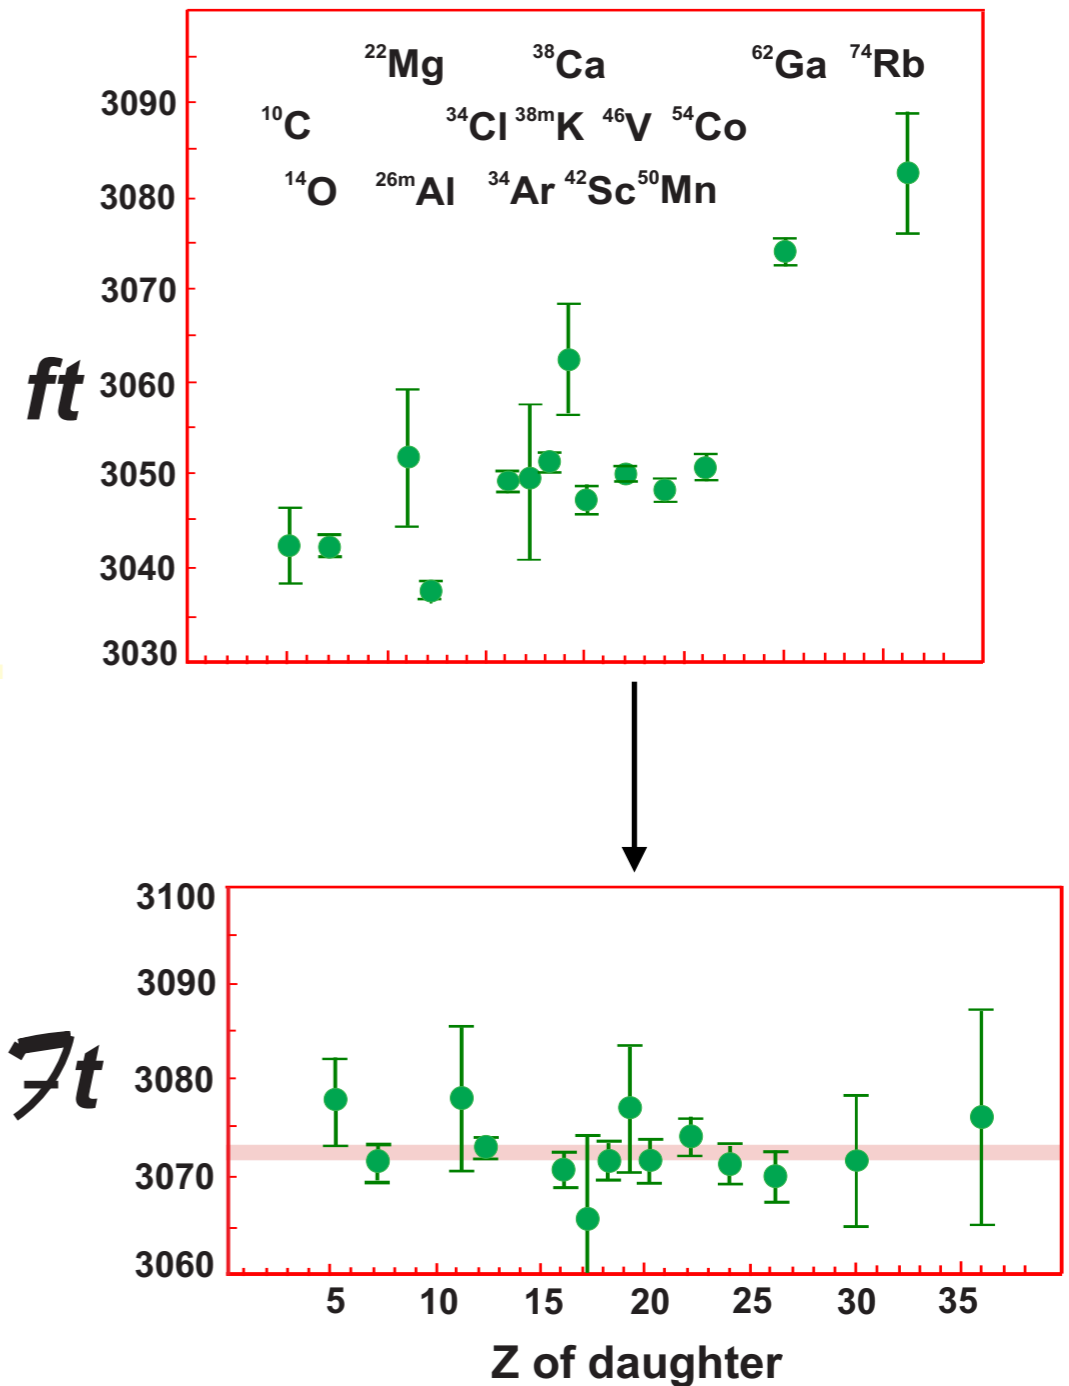 ²²Mg ³⁸Ca ⁶²Ga ⁷⁴Rb
3090
¹⁰C ³⁴Cl ³⁸ᵐK ⁴⁶V ⁵⁴Co
3080
¹⁴O ²⁶ᵐAl ³⁴Ar ⁴²Sc ⁵⁰Mn
3070
ft
3060
3050
3040
3030
3100
3090
ℱt
3080
3070
3060
5 10 15 20 25 30 35
Z of daughter